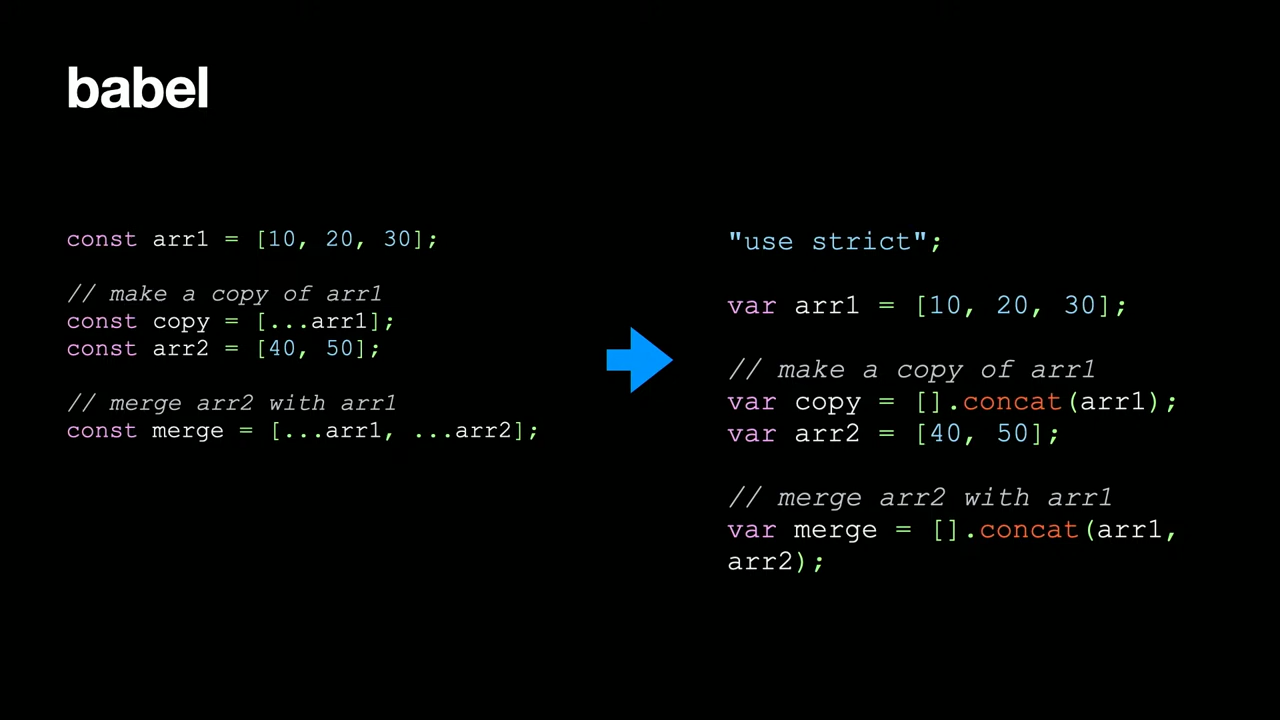 babel
const arr1 = [10, 20, 30];
// make a copy of arr1
const copy = [...arr1];
const arr2 = [40, 50];
// merge arr2 with arr1
const merge = [...arr1, ...arr2];
"use strict";
var arr1 = [10, 20, 30];
// make a copy of arr1
var copy = [].concat(arr1);
var arr2 = [40, 50];
// merge arr2 with arr1
var merge = [].concat(arr1,
arr2);